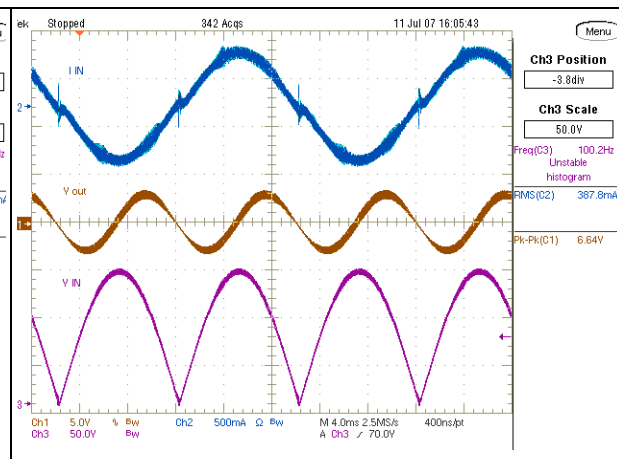 ek Stopped 342 Acqs 11 Jul 07 16:05:43
Menu
Ch3 Position
-3.8div
Ch3 Scale
50.0V
Freq(C3) 100.2Hz
Unstable
histogram
RMS(C2) 387.8mA
Pk-Pk(C1) 6.64V
I IN
2
V out
1
V IN
3
Ch1 5.0V % Bw Ch2 500mA Ω Bw M 4.0ms 2.5MS/s 400ns/pt
Ch3 50.0V Bw A Ch3 / 70.0V